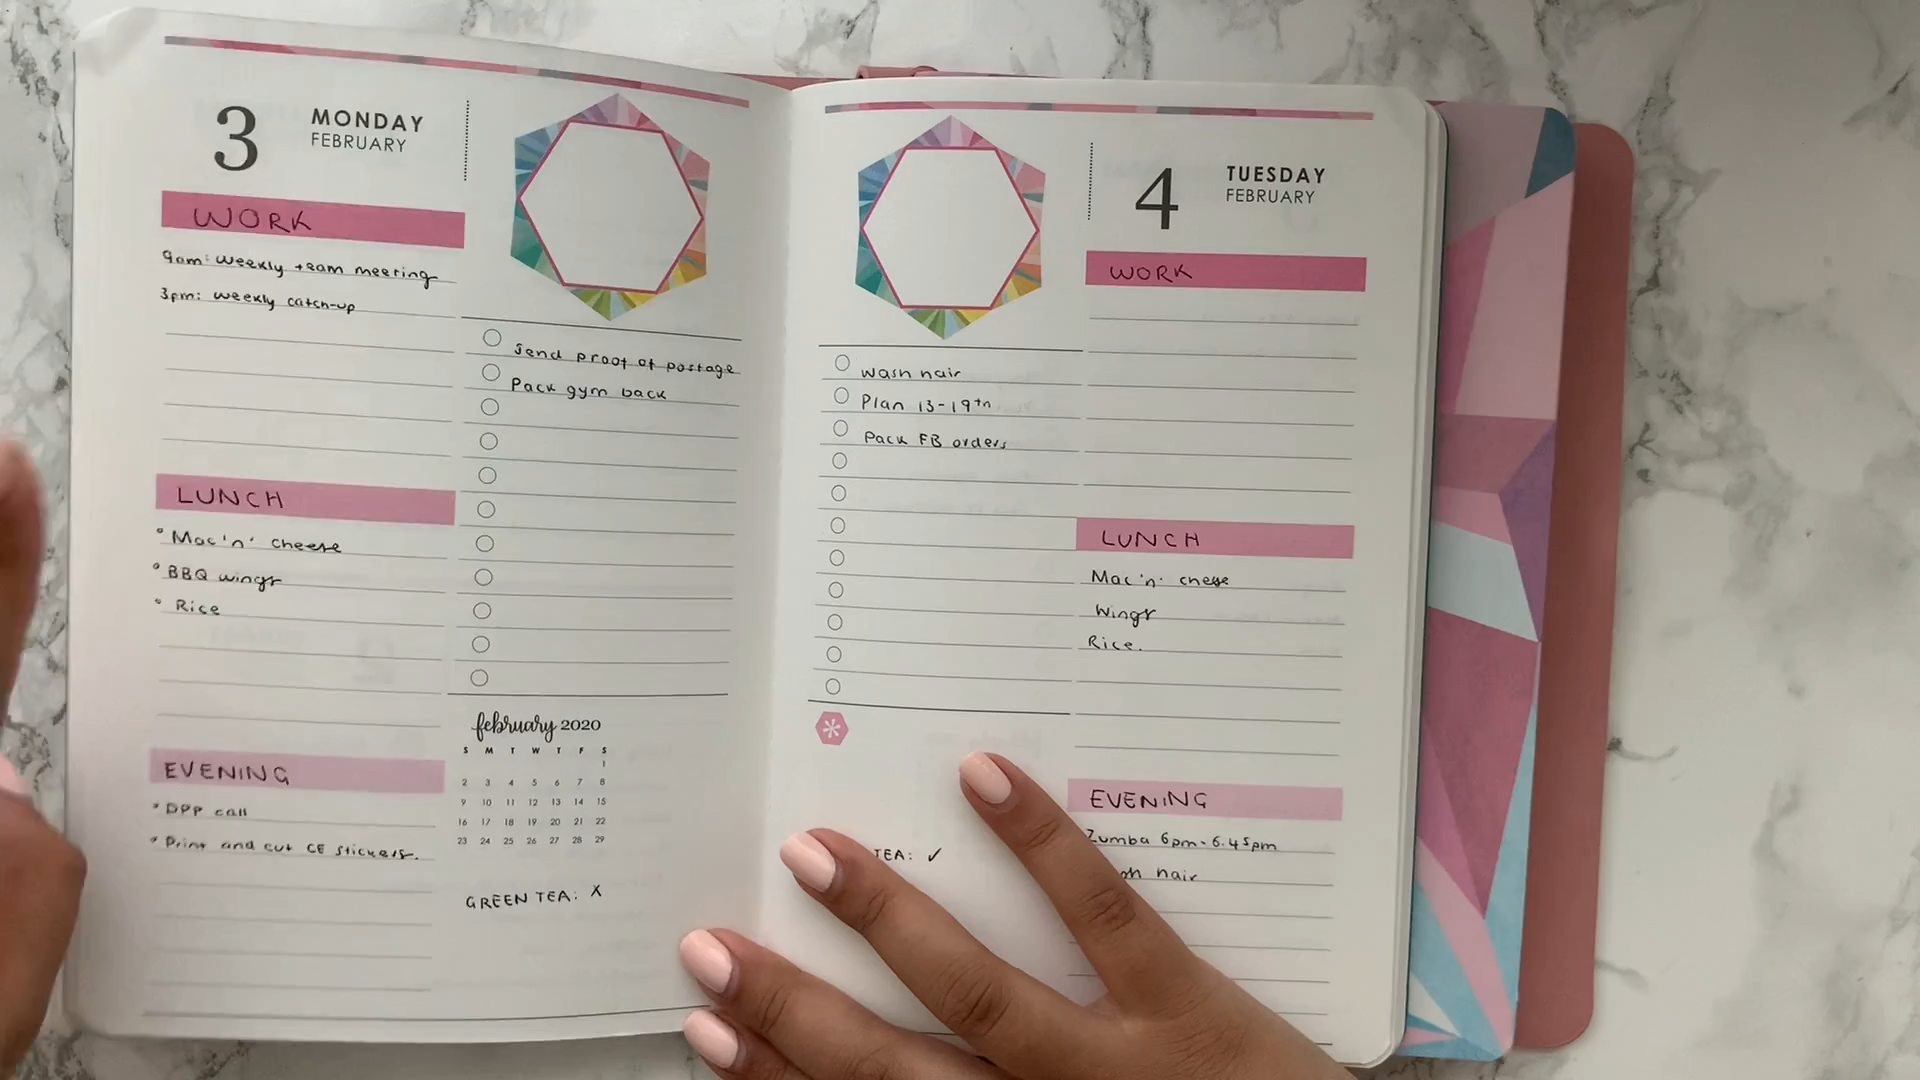 3
MONDAY
FEBRUARY
WORK
9am: weekly team meeting
3pm: weekly catch-up
LUNCH
Mac'n' cheese
BBQ wings
Rice
EVENING
DPP call
Print and cut CE stickers.
Send proof of postage
Pack gym back
february 2020
S M T W T F S
1
2 3 4 5 6 7 8
9 10 11 12 13 14 15
16 17 18 19 20 21 22
23 24 25 26 27 28 29
GREEN TEA: X
4
TUESDAY
FEBRUARY
wash hair
Plan 13-19th
Pack FB orders
TEA: ✓
WORK
LUNCH
Mac'n' cheese
Wings
Rice.
EVENING
Zumba 6pm-6.45pm
hair